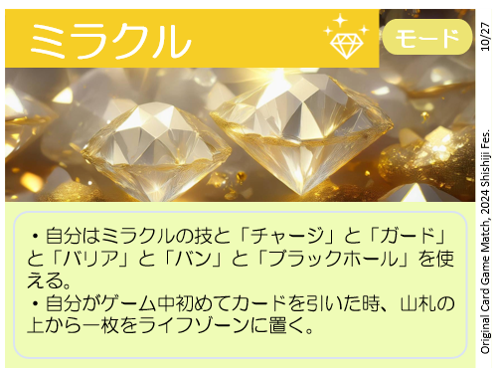 ミラクル
モード
・自分はミラクルの技と「チャージ」と「ガード」
と「バリア」と「バン」と「ブラックホール」を使
える。
・自分がゲーム中初めてカードを引いた時、山札の
上から一枚をライフゾーンに置く。
10/27
Original Card Game Match, 2024 Shishiji Fes.